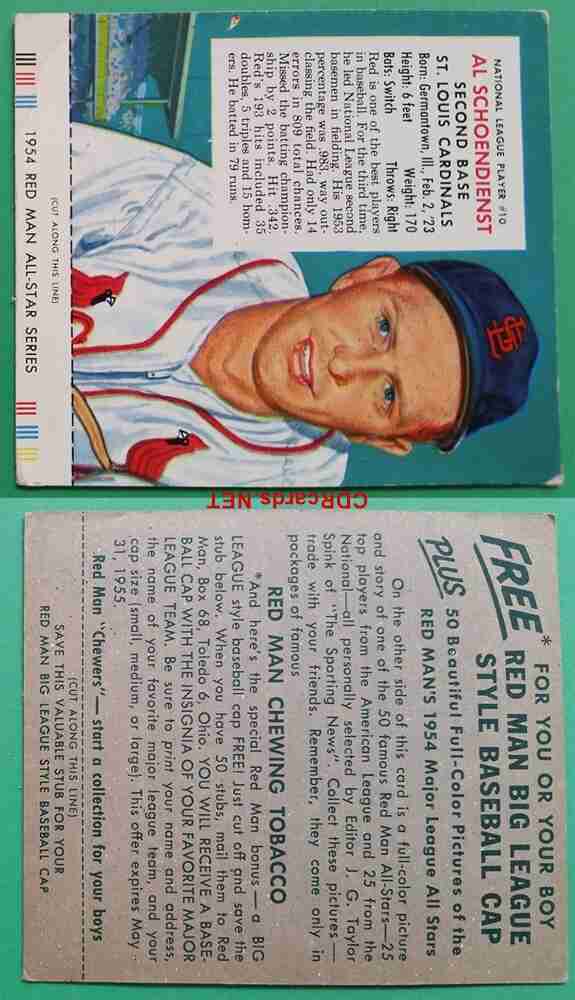 NATIONAL LEAGUE PLAYER #10
AL SCHOENDIENST
SECOND BASE
ST. LOUIS CARDINALS
Born: Germantown, Ill., Feb. 2, '23
Height: 6 feet Weight: 170
Bats: Switch Throws: Right
Red is one of the best players
in baseball. For the third time,
he led National League second
basemen in fielding. His 1953
percentage was .983, way out-
classing the field. Had only 14
errors in 809 total chances.
Missed the batting champion-
ship by 2 points. Hit .342.
Red's 193 hits included 35
doubles, 5 triples and 15 hom-
ers. He batted in 79 runs.
StL
(CUT ALONG THIS LINE)
1954 RED MAN ALL-STAR SERIES
CDRcards.NET
FREE* FOR YOU OR YOUR BOY
RED MAN BIG LEAGUE
STYLE BASEBALL CAP
PLUS 50 Beautiful Full-Color Pictures of the
RED MAN'S 1954 Major League All Stars
On the other side of this card is a full-color picture
and story of one of the 50 famous Red Man All-Stars—25
top players from the American League and 25 from the
National—all personally selected by Editor J. G. Taylor
Spink of "The Sporting News". Collect these pictures—
trade with your friends. Remember, they come only in
packages of famous
RED MAN CHEWING TOBACCO
*And here's the special Red Man bonus—a BIG
LEAGUE style baseball cap FREE! Just cut off and save the
stub below. When you have 50 stubs, mail them to Red
Man, Box 68, Toledo 6, Ohio. YOU WILL RECEIVE A BASE-
BALL CAP WITH THE INSIGNIA OF YOUR FAVORITE MAJOR
LEAGUE TEAM. Be sure to print your name and address,
the name of your favorite major league team, and your
cap size (small, medium, or large). This offer expires May
31, 1955.
Red Man "Chewers"—start a collection for your boys
(CUT ALONG THIS LINE)
SAVE THIS VALUABLE STUB FOR YOUR
RED MAN BIG LEAGUE STYLE BASEBALL CAP